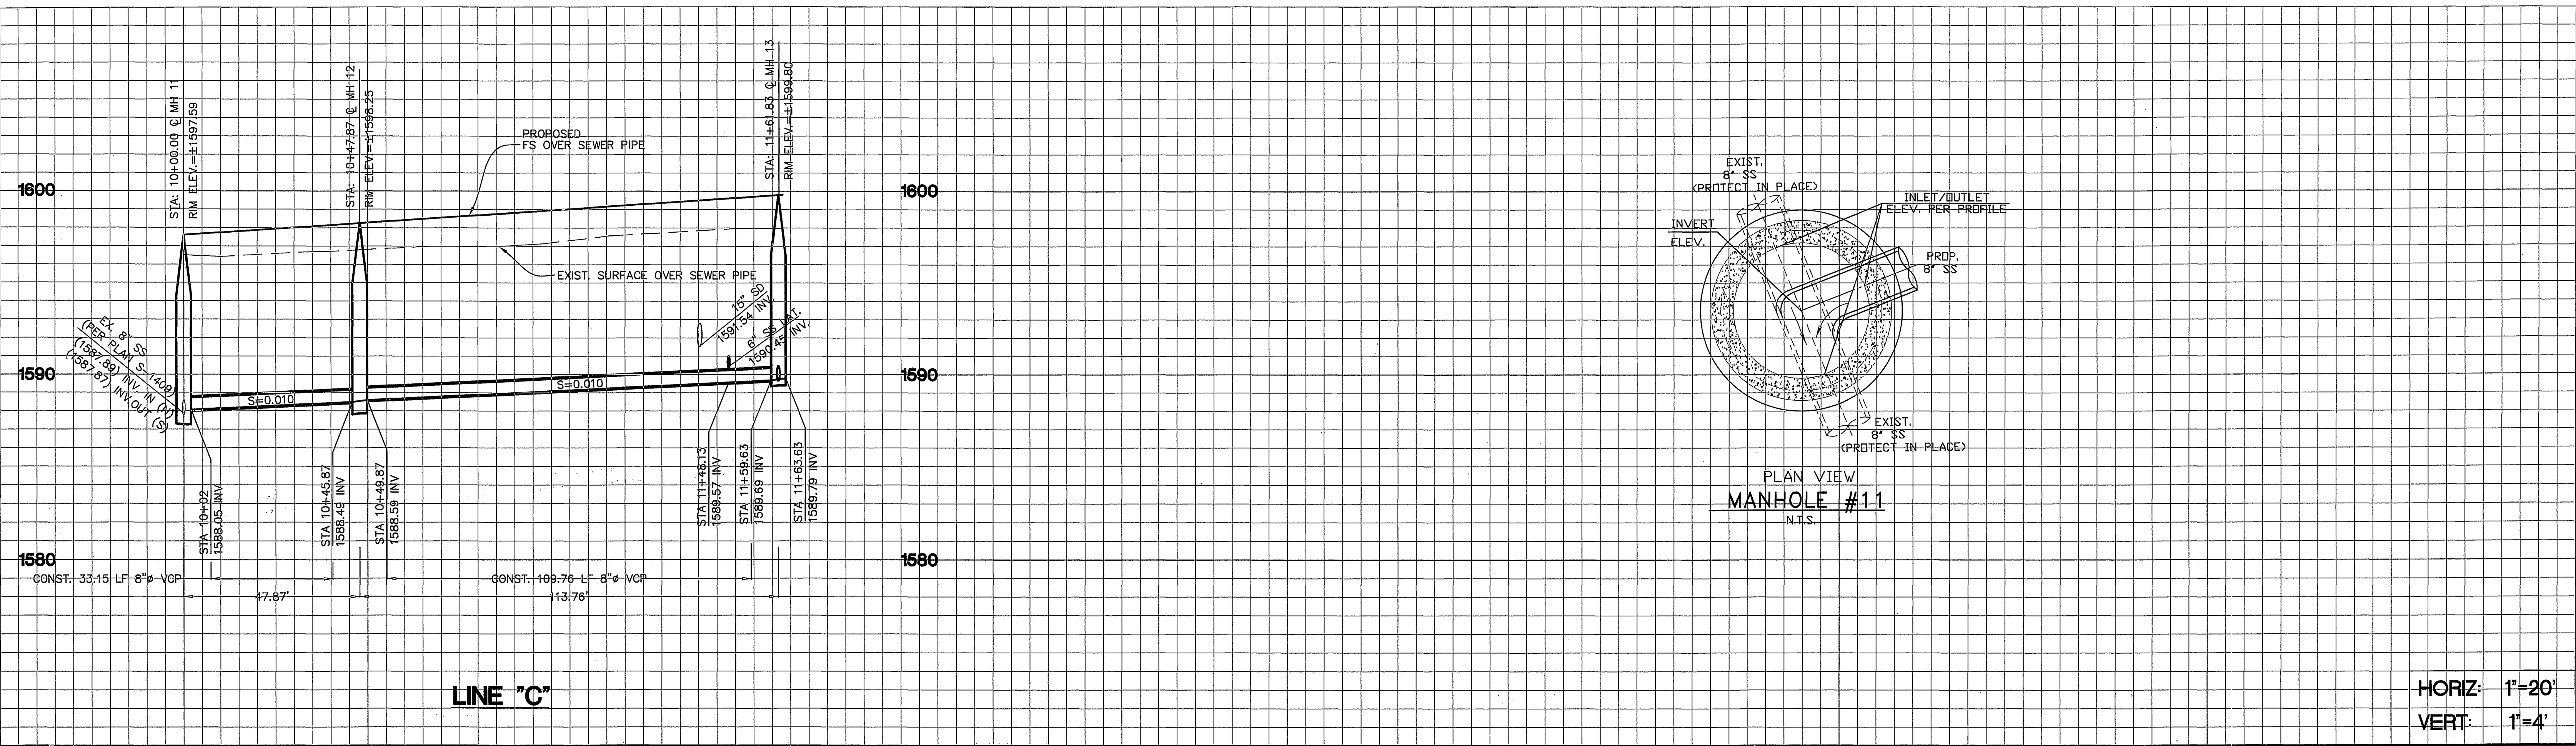 STA: 10+00.00 ℄ MH 11
RIM ELEV.=±1597.59
STA: 10+47.87 ℄ MH 12
RIM ELEV.=±1598.25
STA: 11+61.83 ℄ MH 13
RIM ELEV.=±1599.80
PROPOSED
FS OVER SEWER PIPE
EXIST. SURFACE OVER SEWER PIPE
1600
1600
1590
1590
1580
1580
EX. 8" SS
(PER PLAN S-1409)
(1587.89) INV. IN (N)
(1587.87) INV.OUT (S)
15" SD
1591.54 INV.
6" SS LAT.
1590.45 INV.
S=0.010
S=0.010
STA 10+02
1588.05 INV
STA 10+45.87
1588.49 INV
STA 10+49.87
1588.59 INV
STA 11+48.13
1589.57 INV
STA 11+59.63
1589.69 INV
STA 11+63.63
1589.79 INV
CONST. 33.15 LF 8"ø VCP
CONST. 109.76 LF 8"ø VCP
47.87'
113.76'
LINE "C"
EXIST.
8" SS
(PROTECT IN PLACE)
INLET/OUTLET
ELEV. PER PROFILE
INVERT
ELEV.
PROP.
8" SS
EXIST.
8" SS
(PROTECT IN PLACE)
PLAN VIEW
MANHOLE #11
N.T.S.
HORIZ: 1"=20'
VERT: 1"=4'